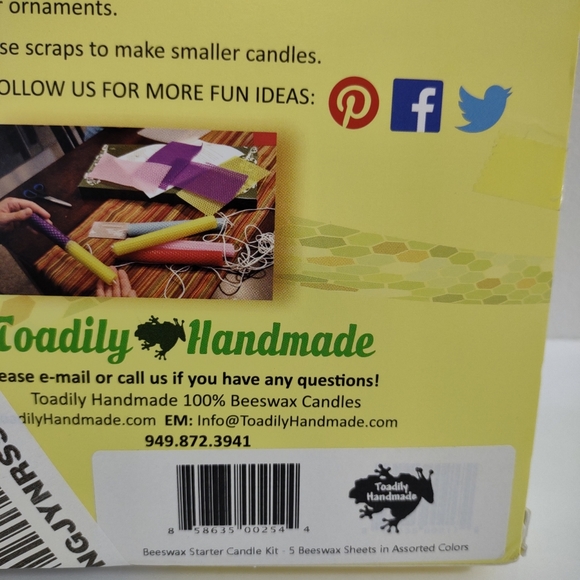 ornaments.
se scraps to make smaller candles.
OLLOW US FOR MORE FUN IDEAS:
Toadily Handmade
ease e-mail or call us if you have any questions!
Toadily Handmade 100% Beeswax Candles
dilyHandmade.com EM: Info@ToadilyHandmade.com
949.872.3941
NGJYNRSS
8 58635 00254 4
Toadily
Handmade
Beeswax Starter Candle Kit - 5 Beeswax Sheets in Assorted Colors